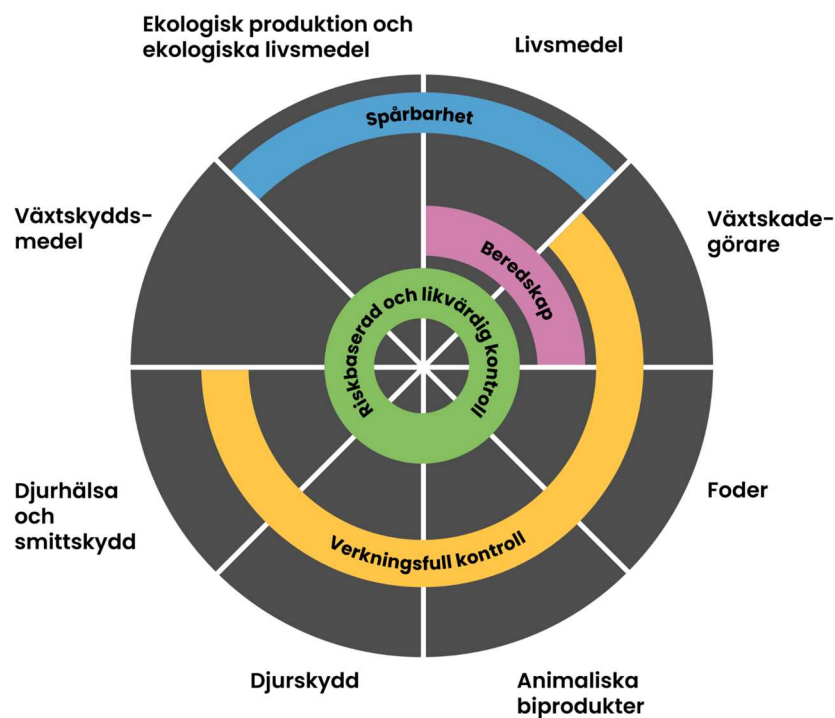 Ekologisk produktion och
ekologiska livsmedel
Livsmedel
Spårbarhet
Växtskydds-
medel
Växtskade-
görare
Beredskap
Riskbaserad och likvärdig kontroll
Djurhälsa
och
smittskydd
Foder
Verkningsfull kontroll
Djurskydd
Animaliska
biprodukter